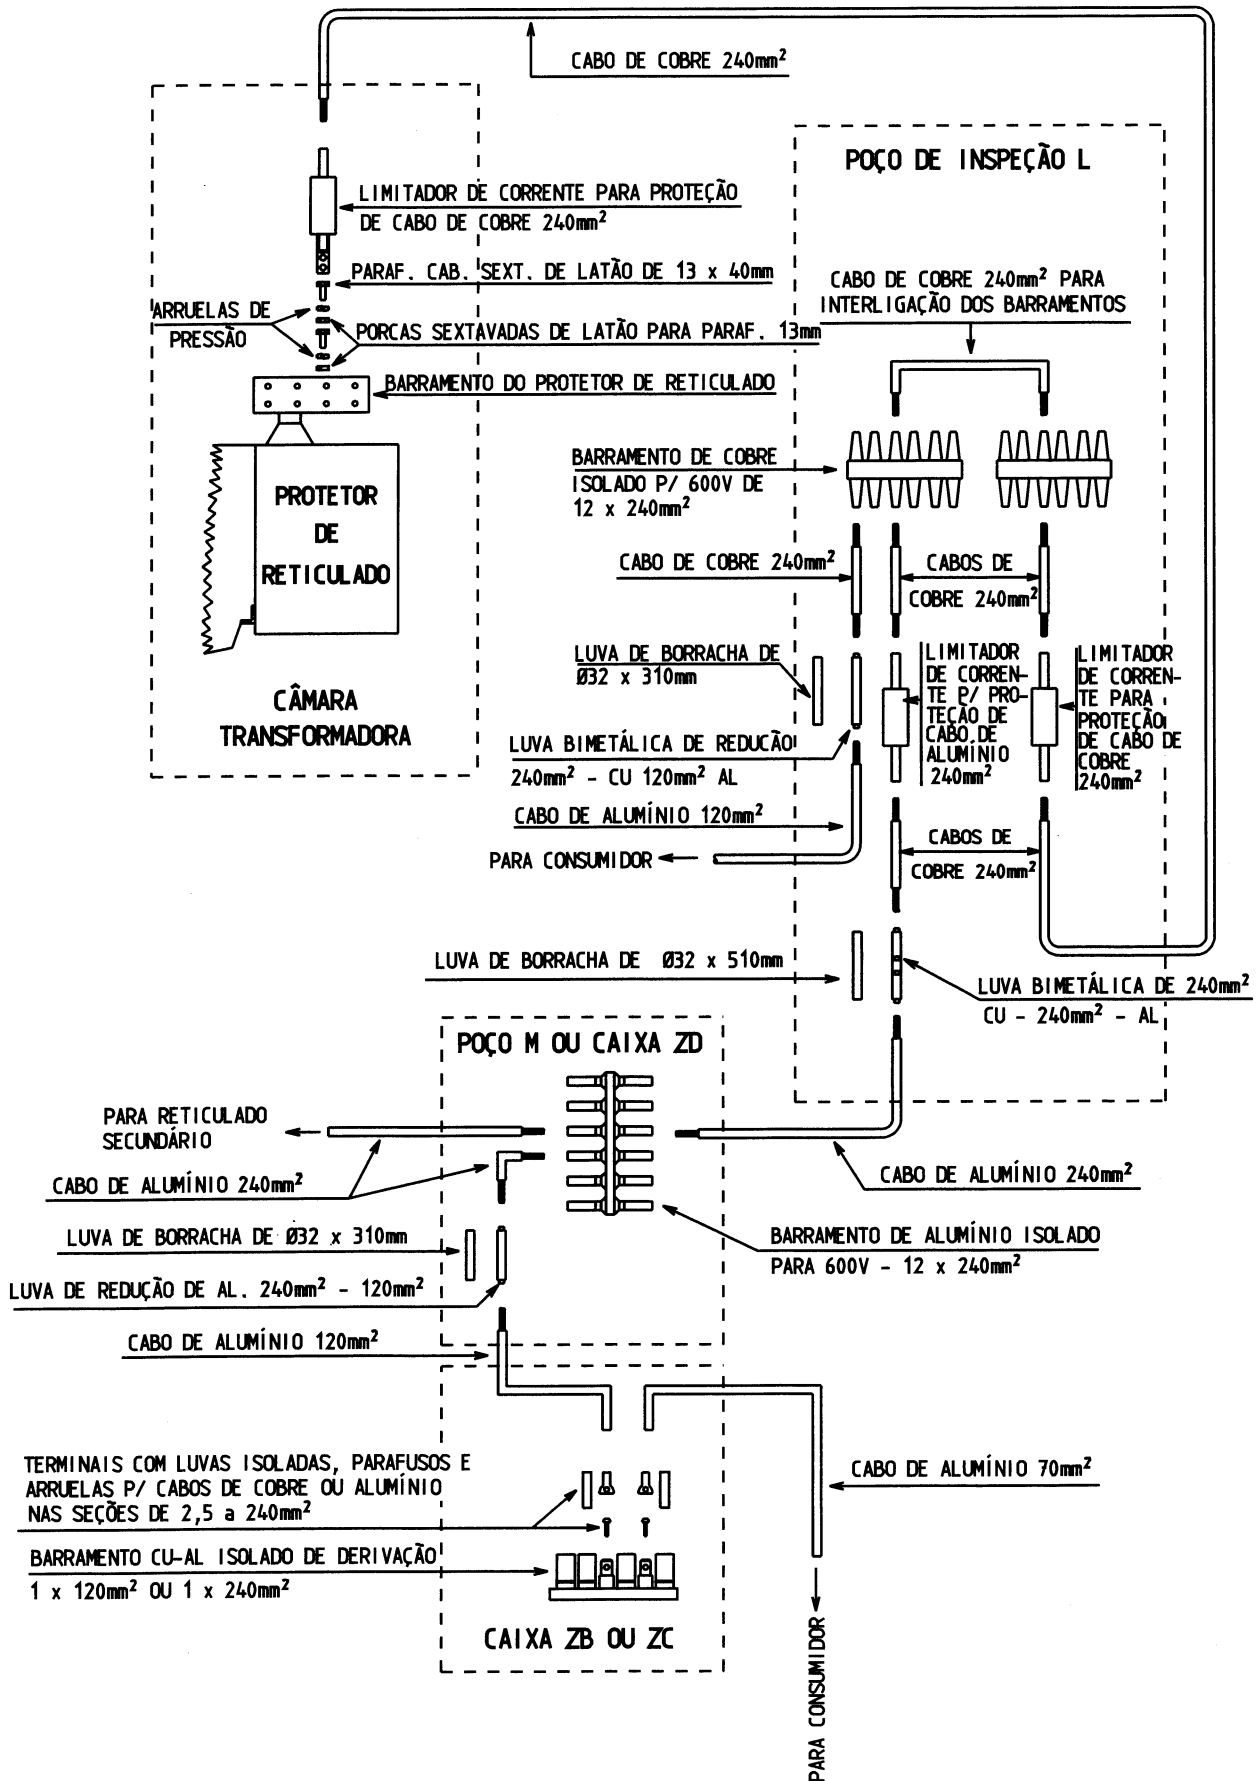 CABO DE COBRE 240mm²
POÇO DE INSPEÇÃO L
LIMITADOR DE CORRENTE PARA PROTEÇÃO
DE CABO DE COBRE 240mm²
PARAF. CAB. SEXT. DE LATÃO DE 13 x 40mm
ARRUELAS DE
PRESSÃO
PORCAS SEXTAVADAS DE LATÃO PARA PARAF. 13mm
BARRAMENTO DO PROTETOR DE RETICULADO
PROTETOR
DE
RETICULADO
CÂMARA
TRANSFORMADORA
CABO DE COBRE 240mm² PARA
INTERLIGAÇÃO DOS BARRAMENTOS
BARRAMENTO DE COBRE
ISOLADO P/ 600V DE
12 x 240mm²
CABO DE COBRE 240mm²
CABOS DE
COBRE 240mm²
LUVA DE BORRACHA DE
Ø32 x 310mm
LIMITADOR
DE CORREN-
TE P/ PRO-
TEÇÃO DE
CABO DE
ALUMÍNIO
240mm²
LIMITADOR
DE CORREN-
TE PARA
PROTEÇÃO
DE CABO DE
COBRE
240mm²
LUVA BIMETÁLICA DE REDUCÃO
240mm² - CU 120mm² AL
CABO DE ALUMÍNIO 120mm²
PARA CONSUMIDOR
CABOS DE
COBRE 240mm²
LUVA DE BORRACHA DE Ø32 x 510mm
LUVA BIMETÁLICA DE 240mm²
CU - 240mm² - AL
POÇO M OU CAIXA ZD
PARA RETICULADO
SECUNDÁRIO
CABO DE ALUMÍNIO 240mm²
CABO DE ALUMÍNIO 240mm²
LUVA DE BORRACHA DE Ø32 x 310mm
BARRAMENTO DE ALUMÍNIO ISOLADO
PARA 600V - 12 x 240mm²
LUVA DE REDUÇÃO DE AL. 240mm² - 120mm²
CABO DE ALUMÍNIO 120mm²
TERMINAIS COM LUVAS ISOLADAS, PARAFUSOS E
ARRUELAS P/ CABOS DE COBRE OU ALUMÍNIO
NAS SEÇÕES DE 2,5 a 240mm²
CABO DE ALUMÍNIO 70mm²
BARRAMENTO CU-AL ISOLADO DE DERIVAÇÃO
1 x 120mm² OU 1 x 240mm²
CAIXA ZB OU ZC
PARA CONSUMIDOR